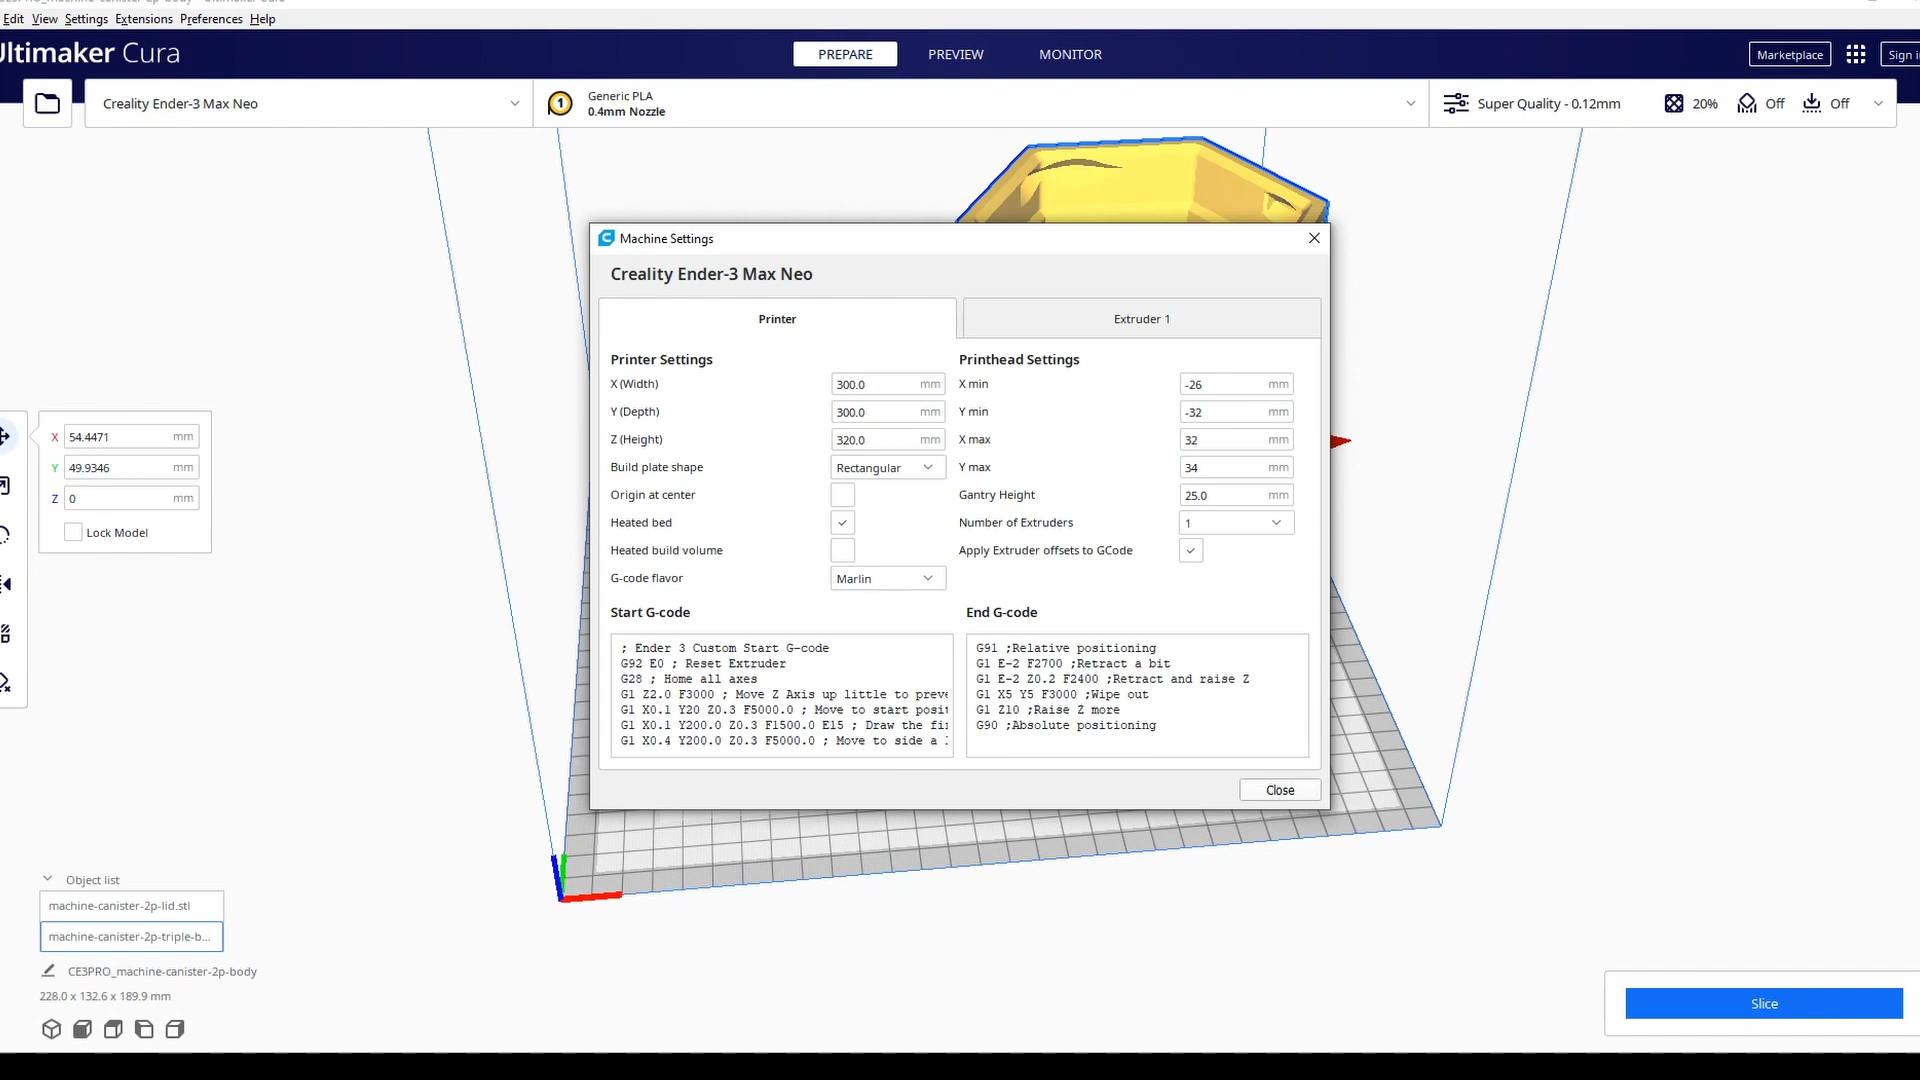 Edit View Settings Extensions Preferences Help
Ultimaker Cura
PREPARE
PREVIEW
MONITOR
Marketplace
Sign i
Creality Ender-3 Max Neo
1
Generic PLA
0.4mm Nozzle
Super Quality - 0.12mm
20%
Off
Off
Machine Settings
Creality Ender-3 Max Neo
Printer
Extruder 1
Printer Settings
X (Width) 300.0 mm
Y (Depth) 300.0 mm
Z (Height) 320.0 mm
Build plate shape Rectangular
Origin at center
Heated bed
Heated build volume
G-code flavor Marlin
Printhead Settings
X min -26 mm
Y min -32 mm
X max 32 mm
Y max 34 mm
Gantry Height 25.0 mm
Number of Extruders 1
Apply Extruder offsets to GCode
Start G-code
; Ender 3 Custom Start G-code
G92 E0 ; Reset Extruder
G28 ; Home all axes
G1 Z2.0 F3000 ; Move Z Axis up little to preve
G1 X0.1 Y20 Z0.3 F5000.0 ; Move to start posit
G1 X0.1 Y200.0 Z0.3 F1500.0 E15 ; Draw the fi
G1 X0.4 Y200.0 Z0.3 F5000.0 ; Move to side a
End G-code
G91 ;Relative positioning
G1 E-2 F2700 ;Retract a bit
G1 E-2 Z0.2 F2400 ;Retract and raise Z
G1 X5 Y5 F3000 ;Wipe out
G1 Z10 ;Raise Z more
G90 ;Absolute positioning
Close
X 54.4471 mm
Y 49.9346 mm
Z 0 mm
Lock Model
Object list
machine-canister-2p-lid.stl
machine-canister-2p-triple-b...
CE3PRO_machine-canister-2p-body
228.0 x 132.6 x 189.9 mm
Slice